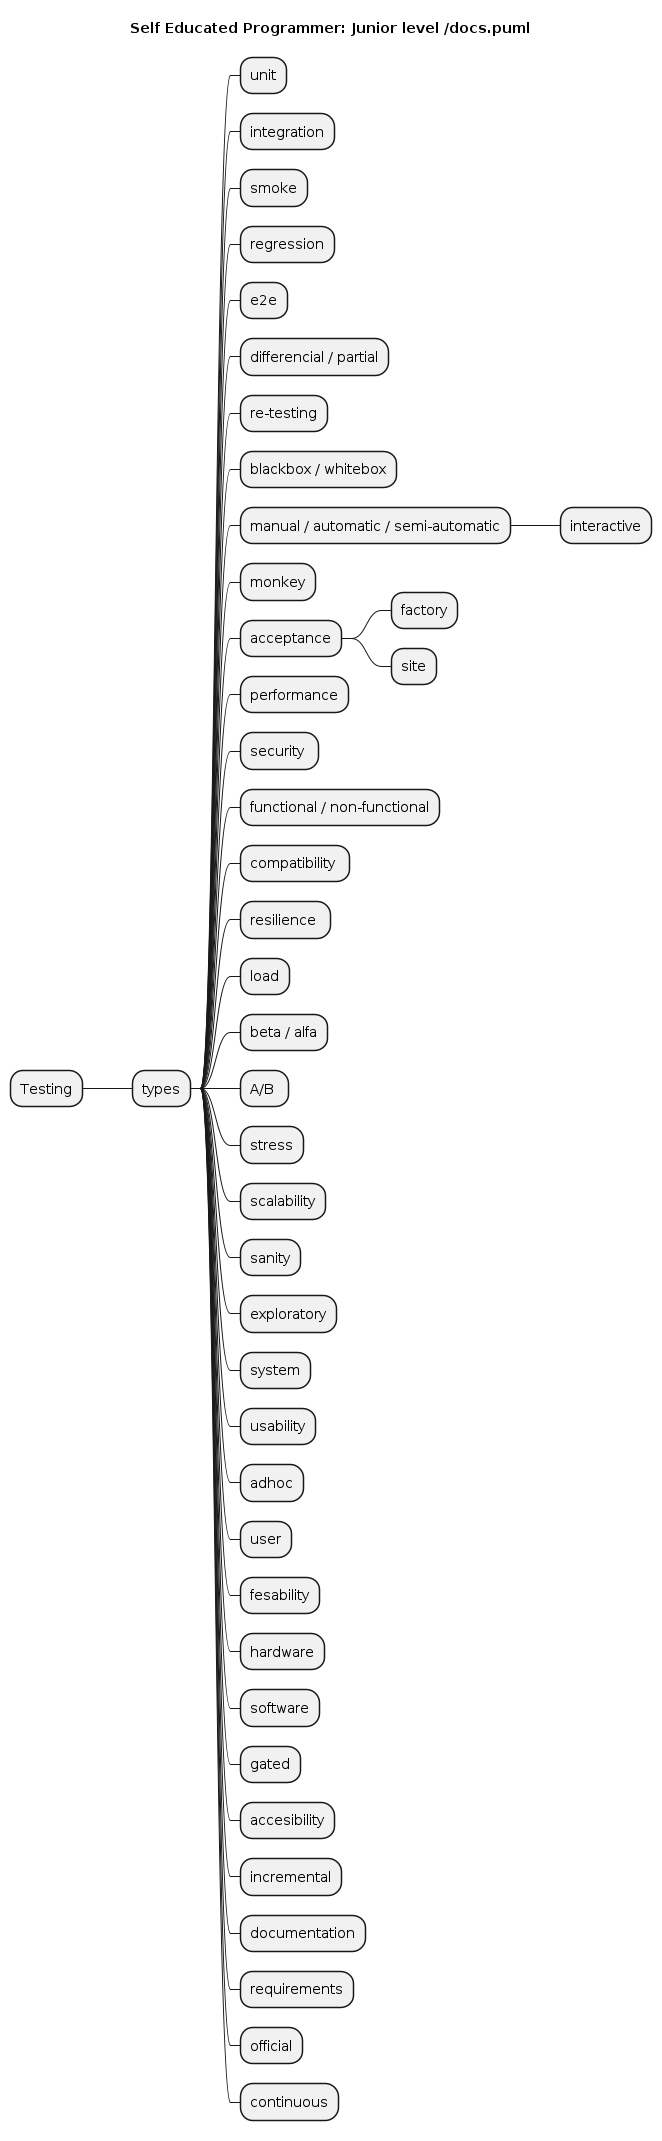 Self Educated Programmer: Junior level /docs.puml
unit
integration
smoke
regression
e2e
differencial / partial
re-testing
blackbox / whitebox
manual / automatic / semi-automatic
interactive
monkey
acceptance
factory
site
performance
security
functional / non-functional
compatibility
resilience
load
beta / alfa
Testing
types
A/B
stress
scalability
sanity
exploratory
system
usability
adhoc
user
fesability
hardware
software
gated
accesibility
incremental
documentation
requirements
official
continuous